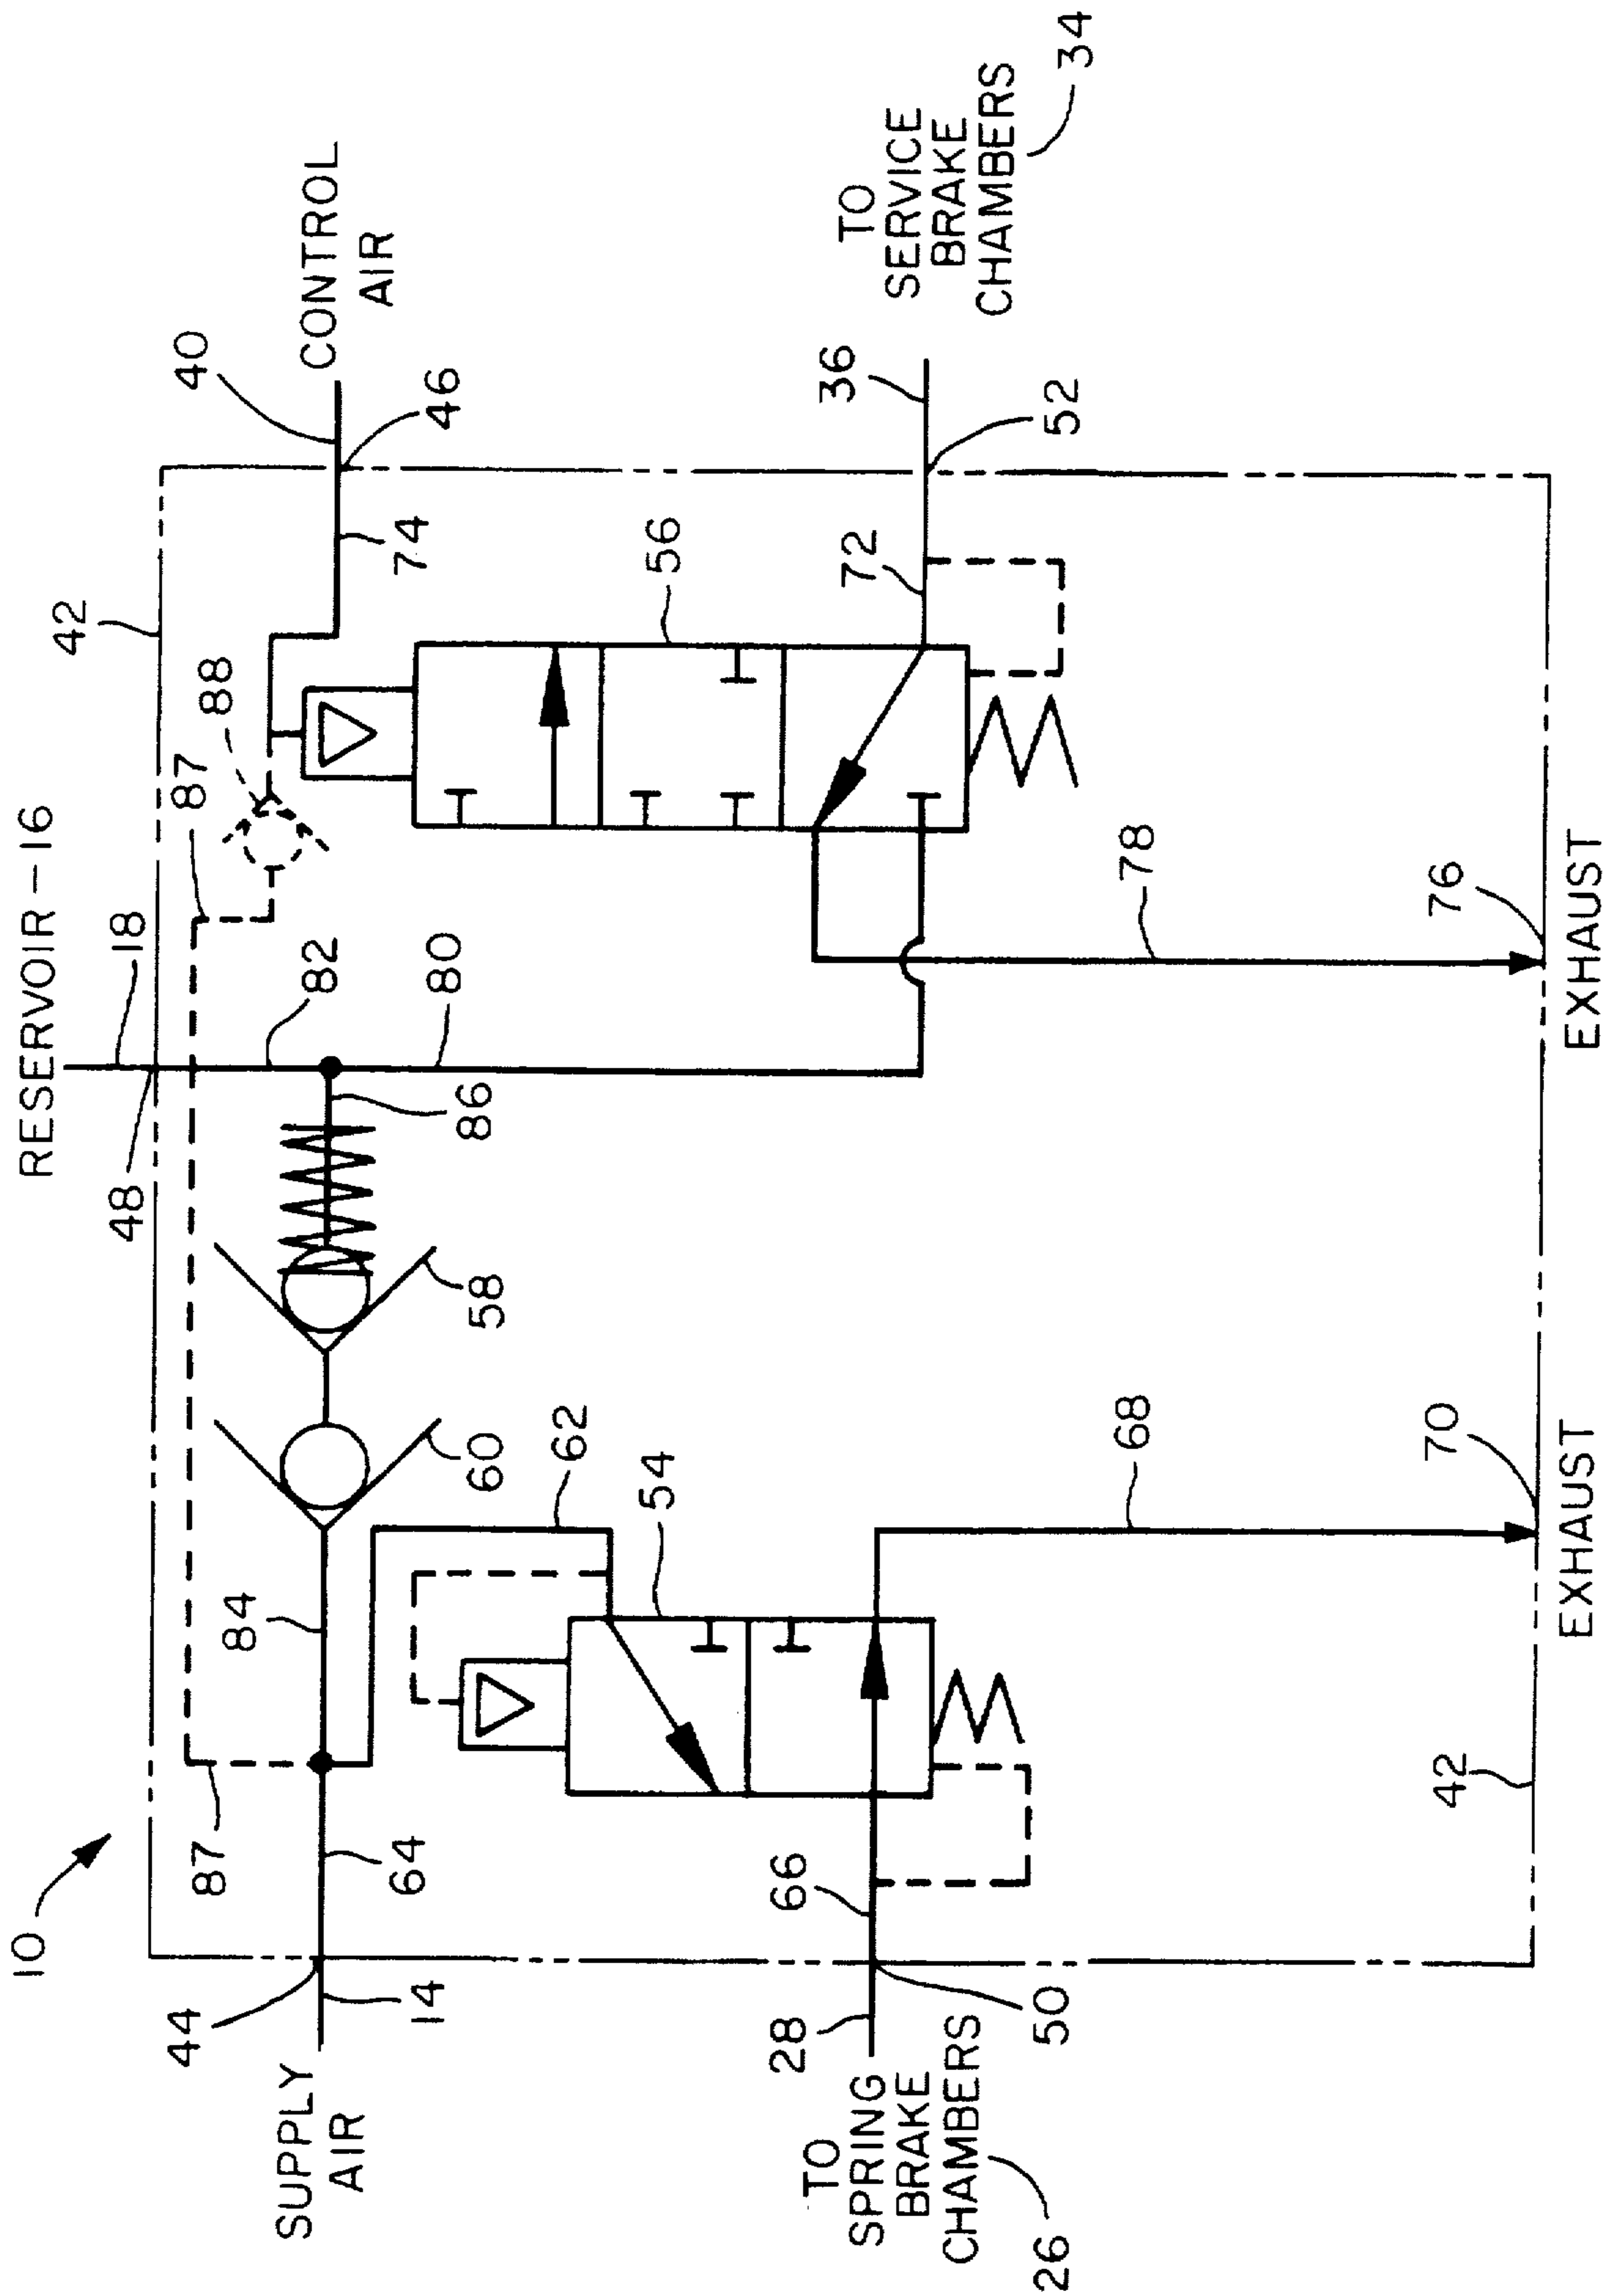 RESERVOIR-16
18
48
42
10
87
87
88
82
40
CONTROL
AIR
46
74
44
SUPPLY
AIR
14
64
84
60
58
86
80
62
54
56
72
36
52
TO
SERVICE
BRAKE
CHAMBERS
34
28
66
50
TO
SPRING
BRAKE
CHAMBERS
26
68
78
70
76
42
EXHAUST
EXHAUST